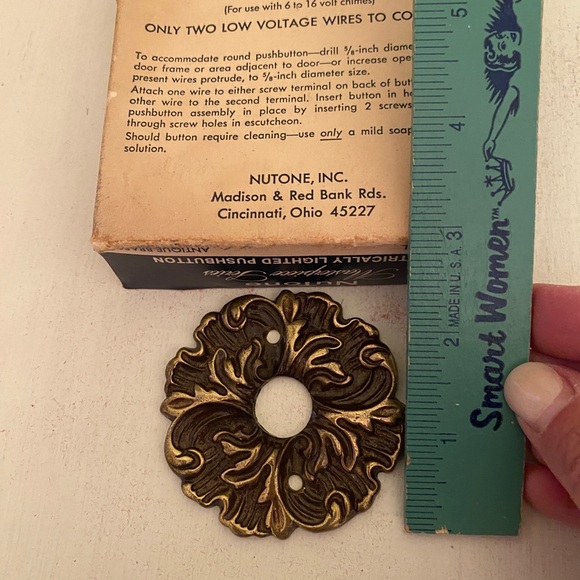 (For use with 6 to 16 volt chimes)
ONLY TWO LOW VOLTAGE WIRES TO CO
To accommodate round pushbutton—drill 5/8-inch diame
door frame or area adjacent to door—or increase ope
present wires protrude, to 5/8-inch diameter size.
Attach one wire to either screw terminal on back of but
other wire to the second terminal. Insert button in h
pushbutton assembly in place by inserting 2 screws
through screw holes in escutcheon.
Should button require cleaning—use only a mild soap
solution.
NUTONE, INC.
Madison & Red Bank Rds.
Cincinnati, Ohio 45227
ANTIQUE BRA
TRICALLY LIGHTED PUSHBUTTON
Masterpiece Series
NuTone
Smart Women™
MADE IN U.S.A.
1
2
3
4
5